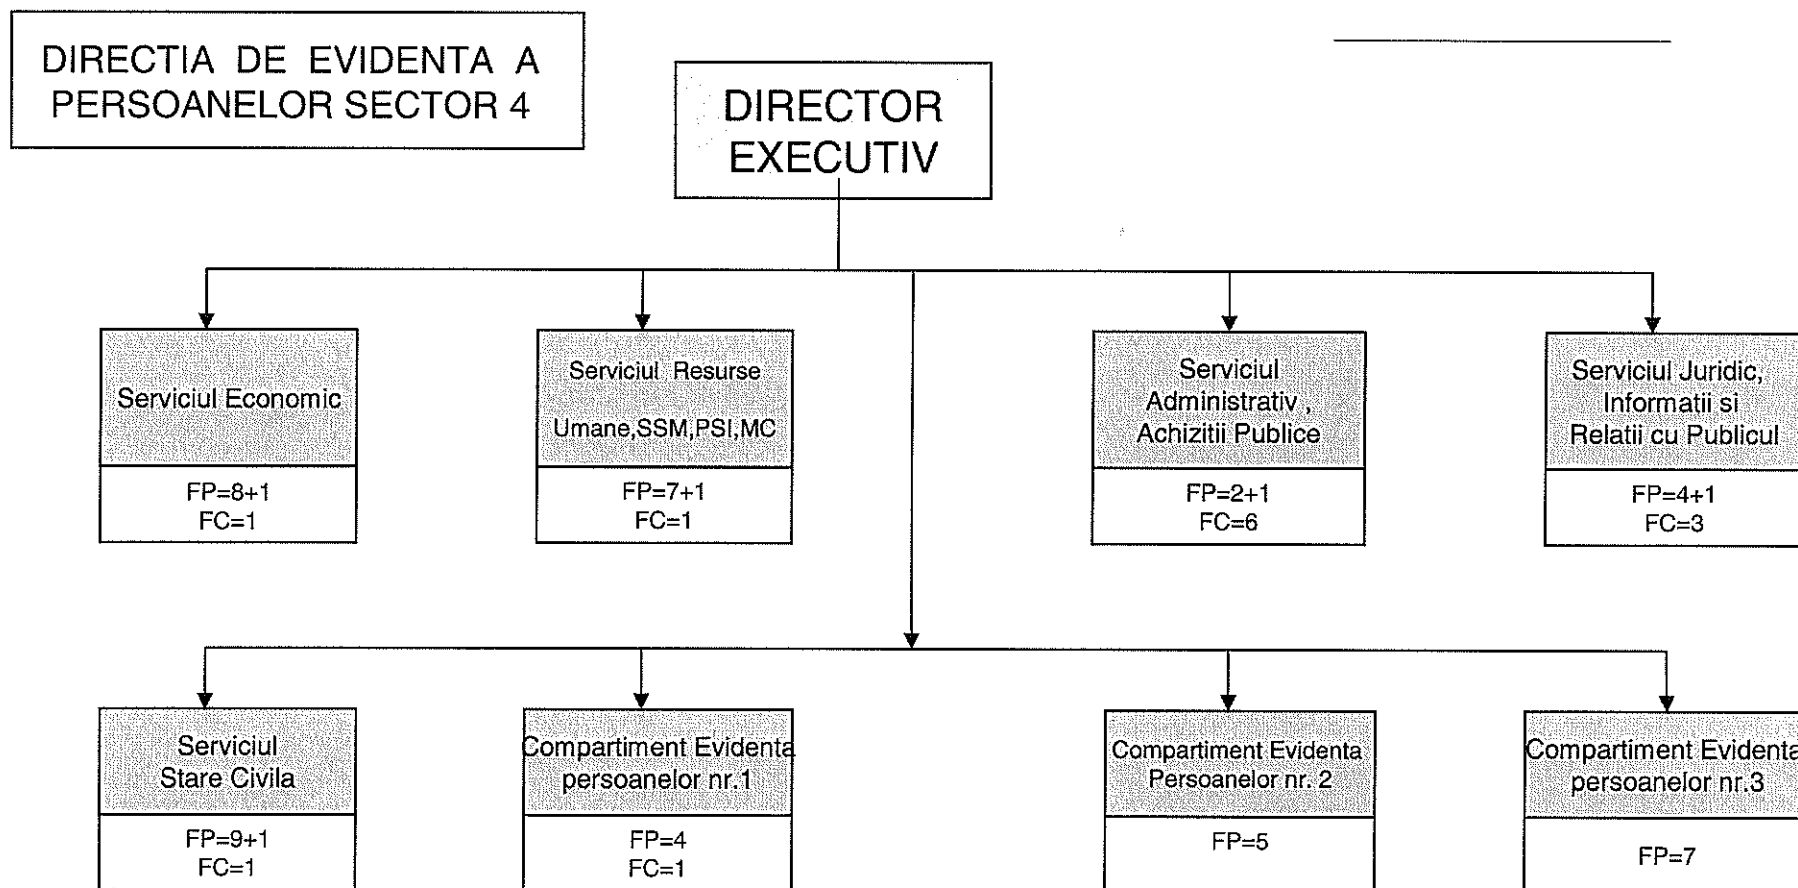 DIRECTIA DE EVIDENTA A
PERSOANELOR SECTOR 4
DIRECTOR
EXECUTIV
Serviciul Economic
FP=8+1
FC=1
Serviciul Resurse
Umane,SSM,PSI,MC
FP=7+1
FC=1
Serviciul
Administrativ ,
Achizitii Publice
FP=2+1
FC=6
Serviciul Juridic,
Informatii si
Relatii cu Publicul
FP=4+1
FC=3
Serviciul
Stare Civila
FP=9+1
FC=1
Compartiment Evidenta
persoanelor nr.1
FP=4
FC=1
Compartiment Evidenta
Persoanelor nr. 2
FP=5
Compartiment Evidenta
persoanelor nr.3
FP=7